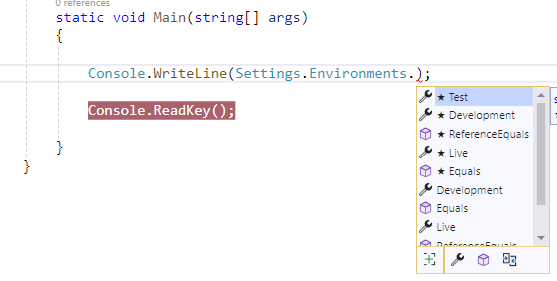 0 references
static void Main(string[] args)
{
Console.WriteLine(Settings.Environments.);
★ Test
Console.ReadKey();
★ Development
★ ReferenceEquals
}
★ Live
}
★ Equals
Development
Equals
Live
ReferenceEquals